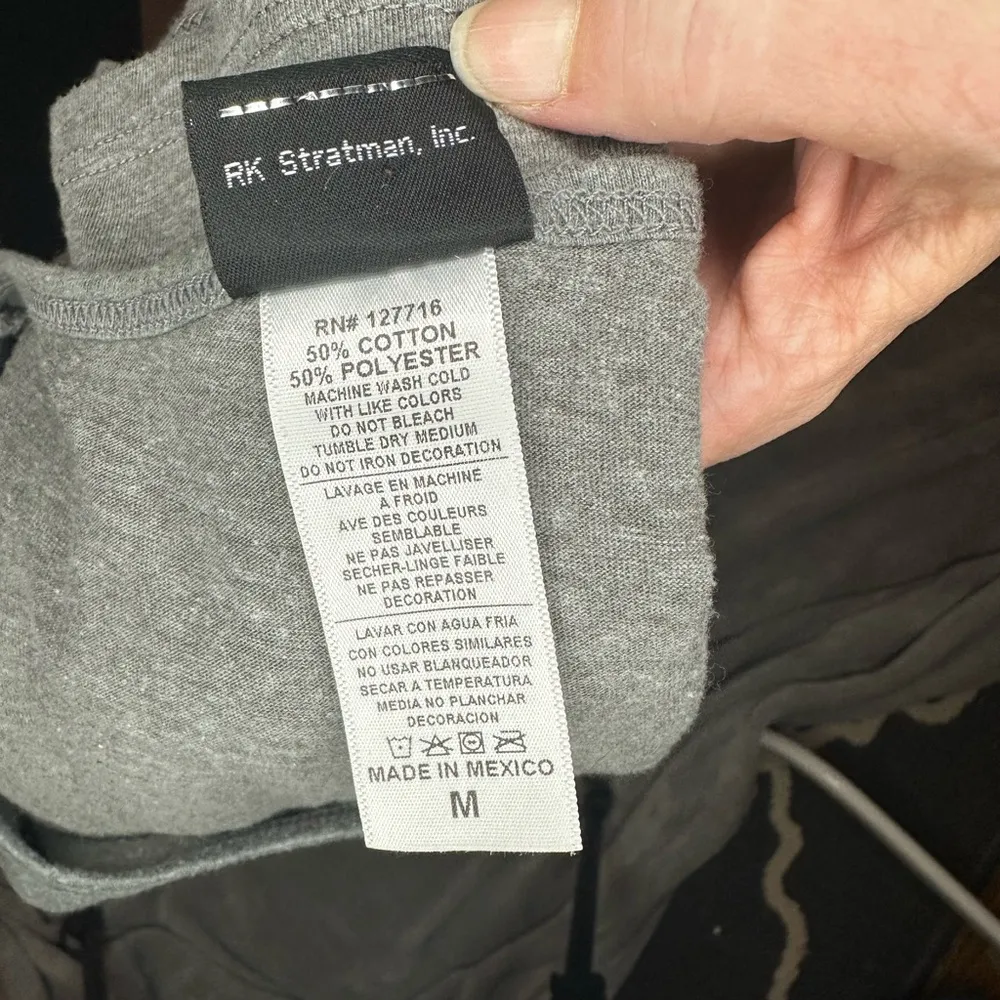 RK Stratman, Inc.
RN# 127716
50% COTTON
50% POLYESTER
MACHINE WASH COLD
WITH LIKE COLORS
DO NOT BLEACH
TUMBLE DRY MEDIUM
DO NOT IRON DECORATION
LAVAGE EN MACHINE
A FROID
AVE DES COULEURS
SEMBLABLE
NE PAS JAVELLISER
SECHER-LINGE FAIBLE
NE PAS REPASSER
DECORATION
LAVAR CON AGUA FRIA
CON COLORES SIMILARES
NO USAR BLANQUEADOR
SECAR A TEMPERATURA
MEDIA NO PLANCHAR
DECORACION
MADE IN MEXICO
M